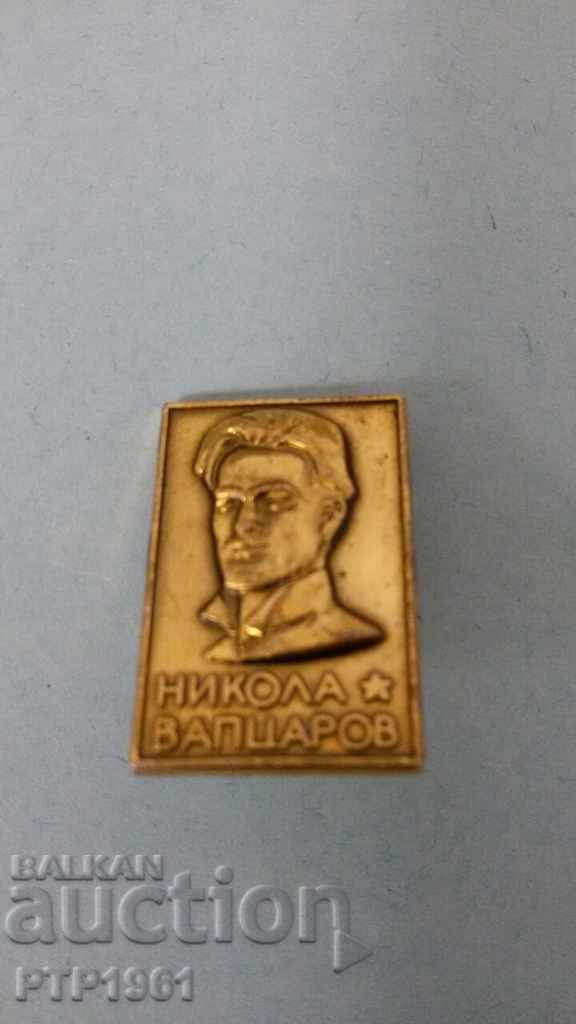 НИКОЛА
ВАПЦАРОВ
BALKAN
auction
PTP1961